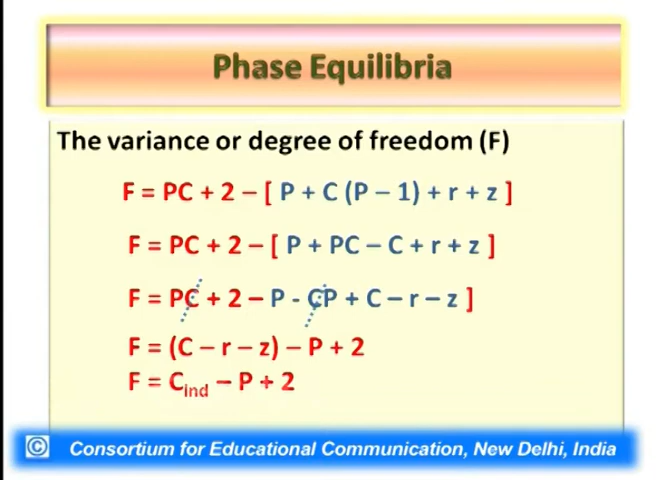 Phase Equilibria
The variance or degree of freedom (F)
F = PC + 2 – [ P + C (P – 1) + r + z ]
F = PC + 2 – [ P + PC – C + r + z ]
F = PC + 2 – P - CP + C – r – z ]
F = (C – r – z) – P + 2
F = Cind – P + 2
© Consortium for Educational Communication, New Delhi, India